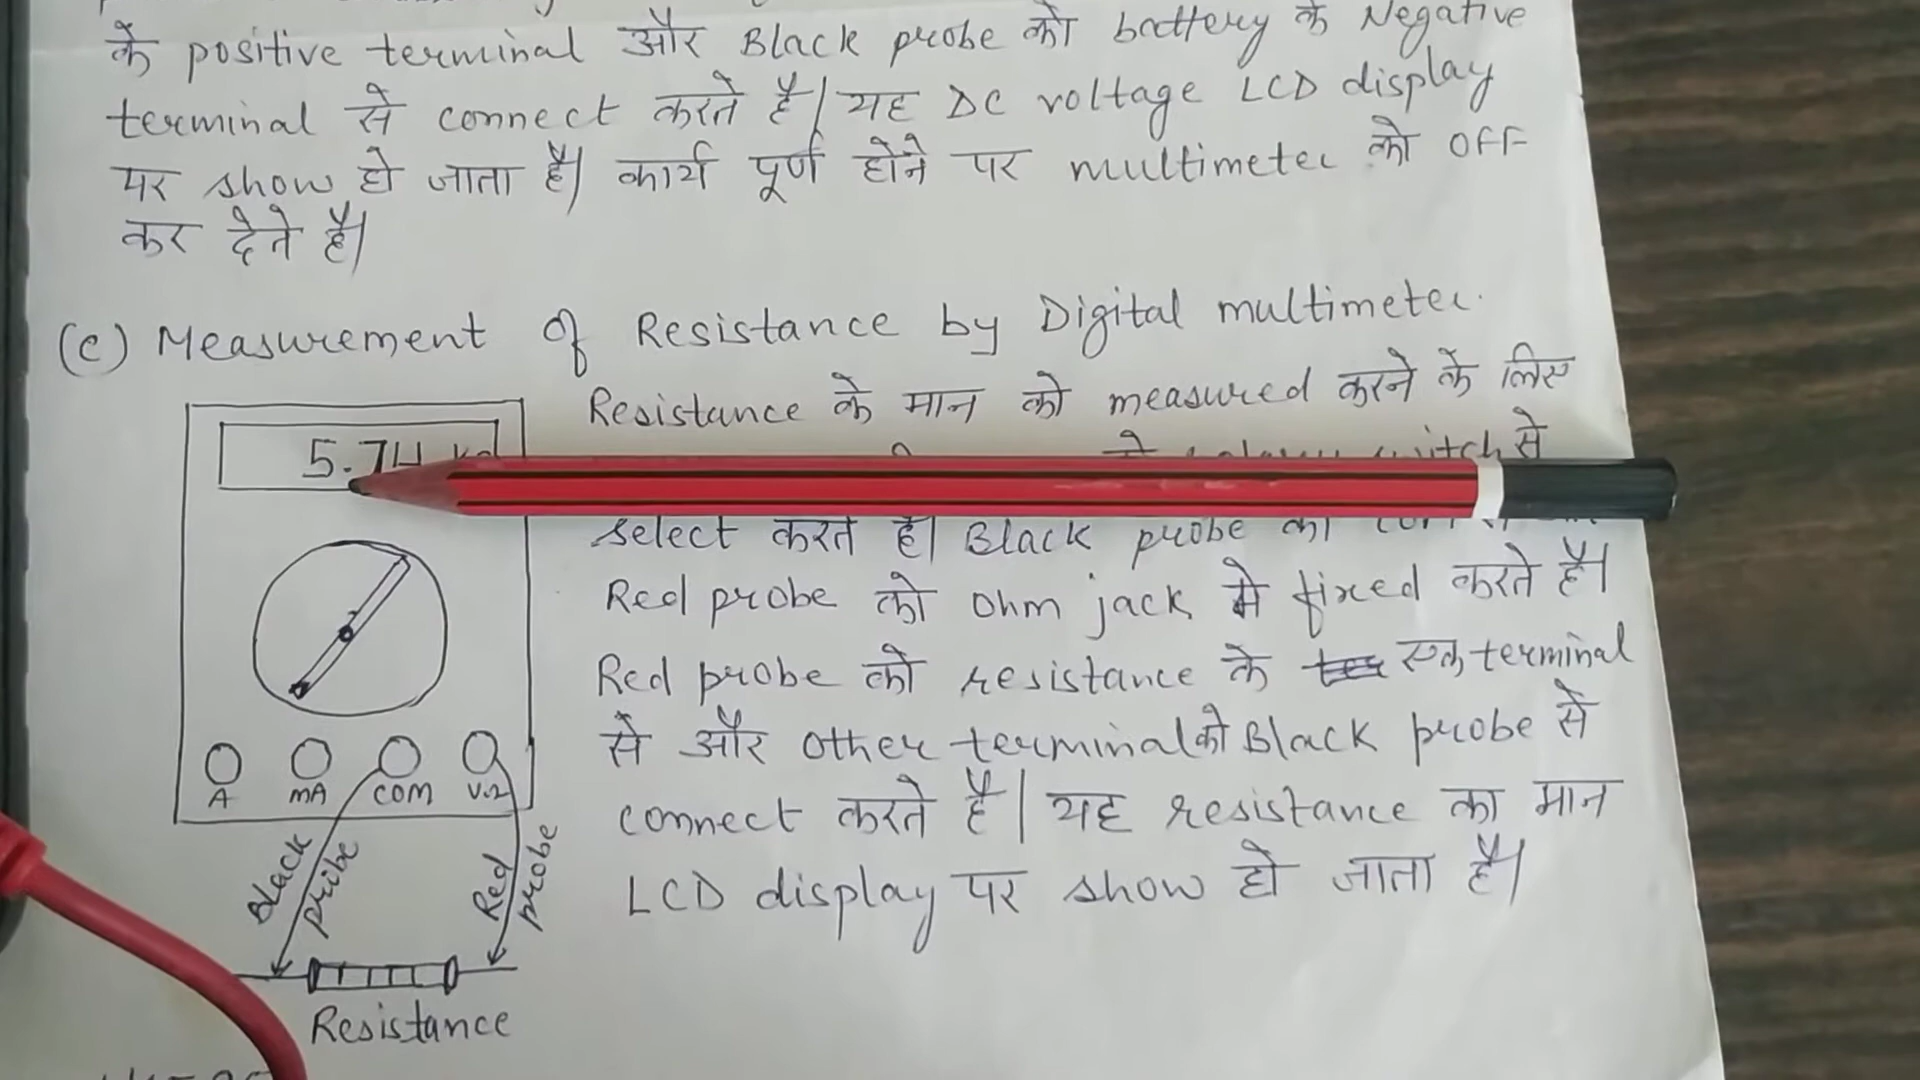 के positive terminal और Black probe को battery के Negative
terminal से connect करते है। यह DC voltage LCD display
पर show हो जाता है। कार्य पूर्ण होने पर multimeter को OFF
कर देते है।
(c) Measurement of Resistance by Digital multimeter.
Resistance के मान को measured करने के लिए
5.74
switch से
select करते है। Black probe को
Red probe को ohm jack मे fixed करते है।
Red probe को resistance के एक terminal
से और other terminal को Black probe से
A mA COM V.Ω
connect करते है। यह resistance का मान
Black probe Red probe
LCD display पर show हो जाता है।
Resistance